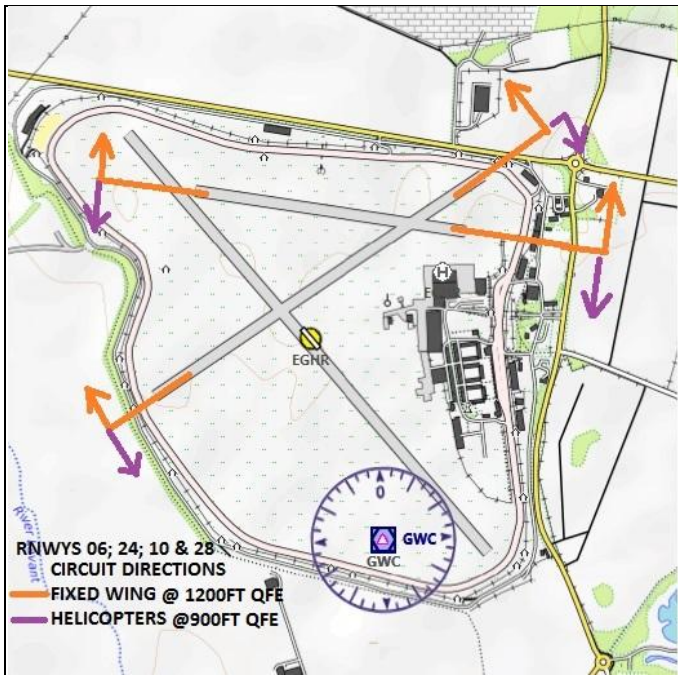 H
EGHR
0
GWC
GWC
River Lavant
RNWYS 06; 24; 10 & 28
CIRCUIT DIRECTIONS
FIXED WING @ 1200FT QFE
HELICOPTERS @900FT QFE